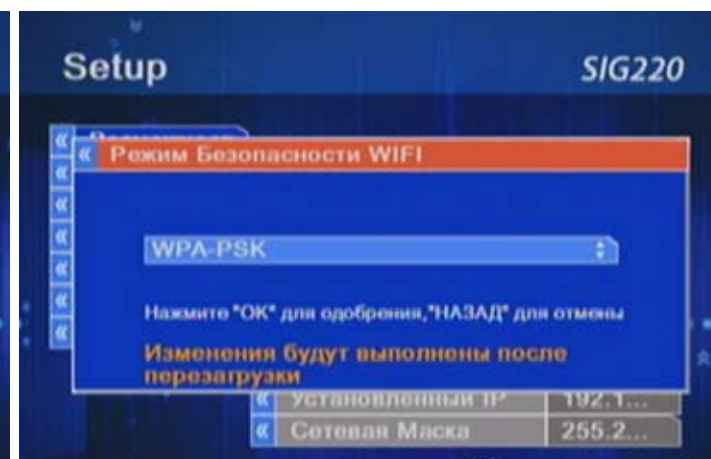 Setup
SIG220
Режим Безопасности WIFI
WPA-PSK
Нажмите "ОК" для одобрения,"НАЗАД" для отмены
Изменения будут выполнены после
перезагрузки
Установленный IP 192.1...
Сетевая Маска 255.2...